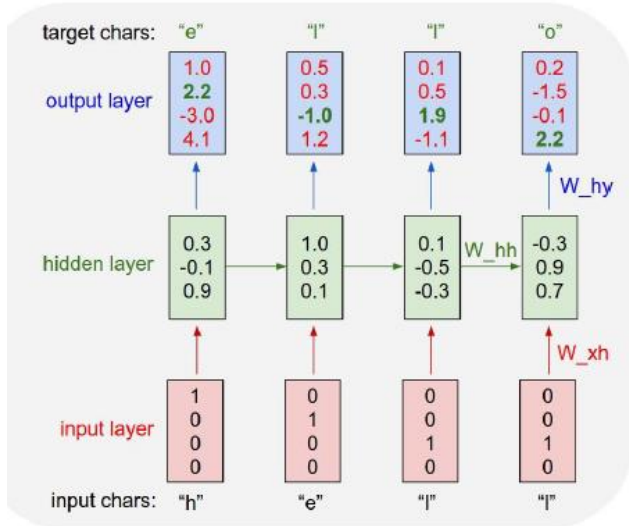 target chars: “e” “l” “l” “o”
output layer
1.0 0.5 0.1 0.2
2.2 0.3 0.5 -1.5
-3.0 -1.0 1.9 -0.1
4.1 1.2 -1.1 2.2
W_hy
hidden layer
0.3 1.0 0.1 -0.3
-0.1 0.3 -0.5 0.9
0.9 0.1 -0.3 0.7
W_hh
W_xh
input layer
1 0 0 0
0 1 0 0
0 0 1 1
0 0 0 0
input chars: “h” “e” “l” “l”